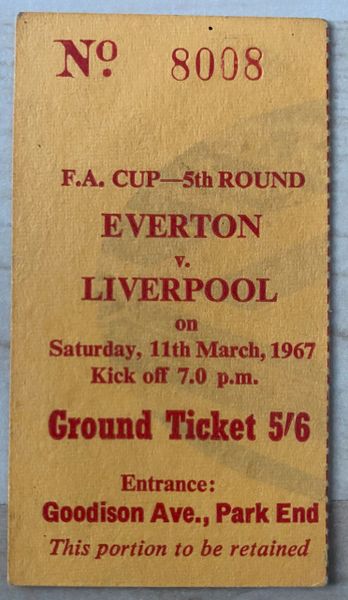 No. 8008
F.A. CUP—5th ROUND
EVERTON
v.
LIVERPOOL
on
Saturday, 11th March, 1967
Kick off 7.0 p.m.
Ground Ticket 5/6
Entrance:
Goodison Ave., Park End
This portion to be retained